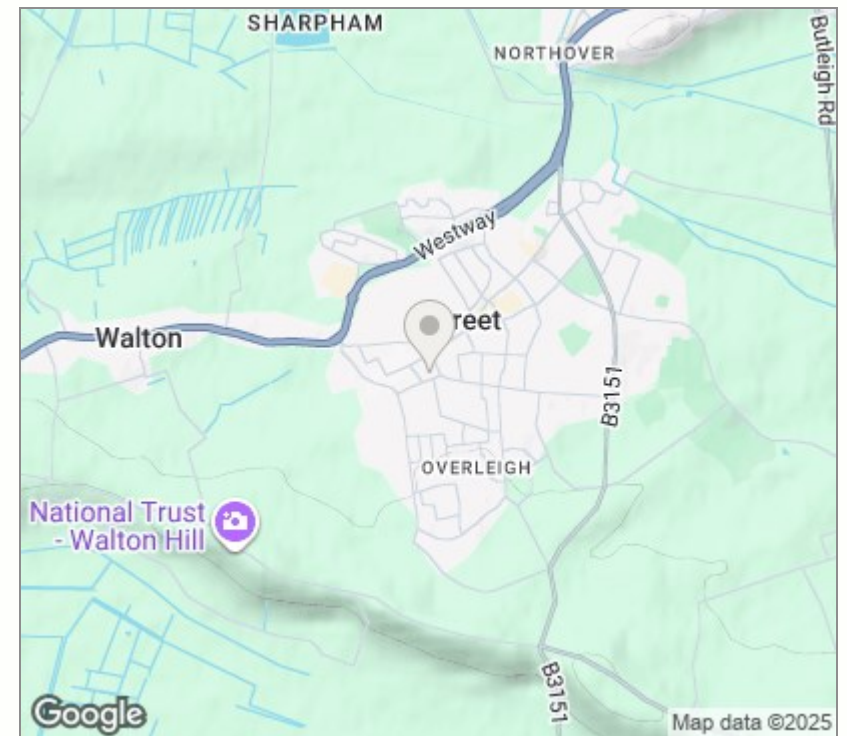 SHARPHAM
NORTHOVER
Butleigh Rd
Westway
reet
Walton
B3151
OVERLEIGH
National Trust
- Walton Hill
B3151
Google
Map data ©2025